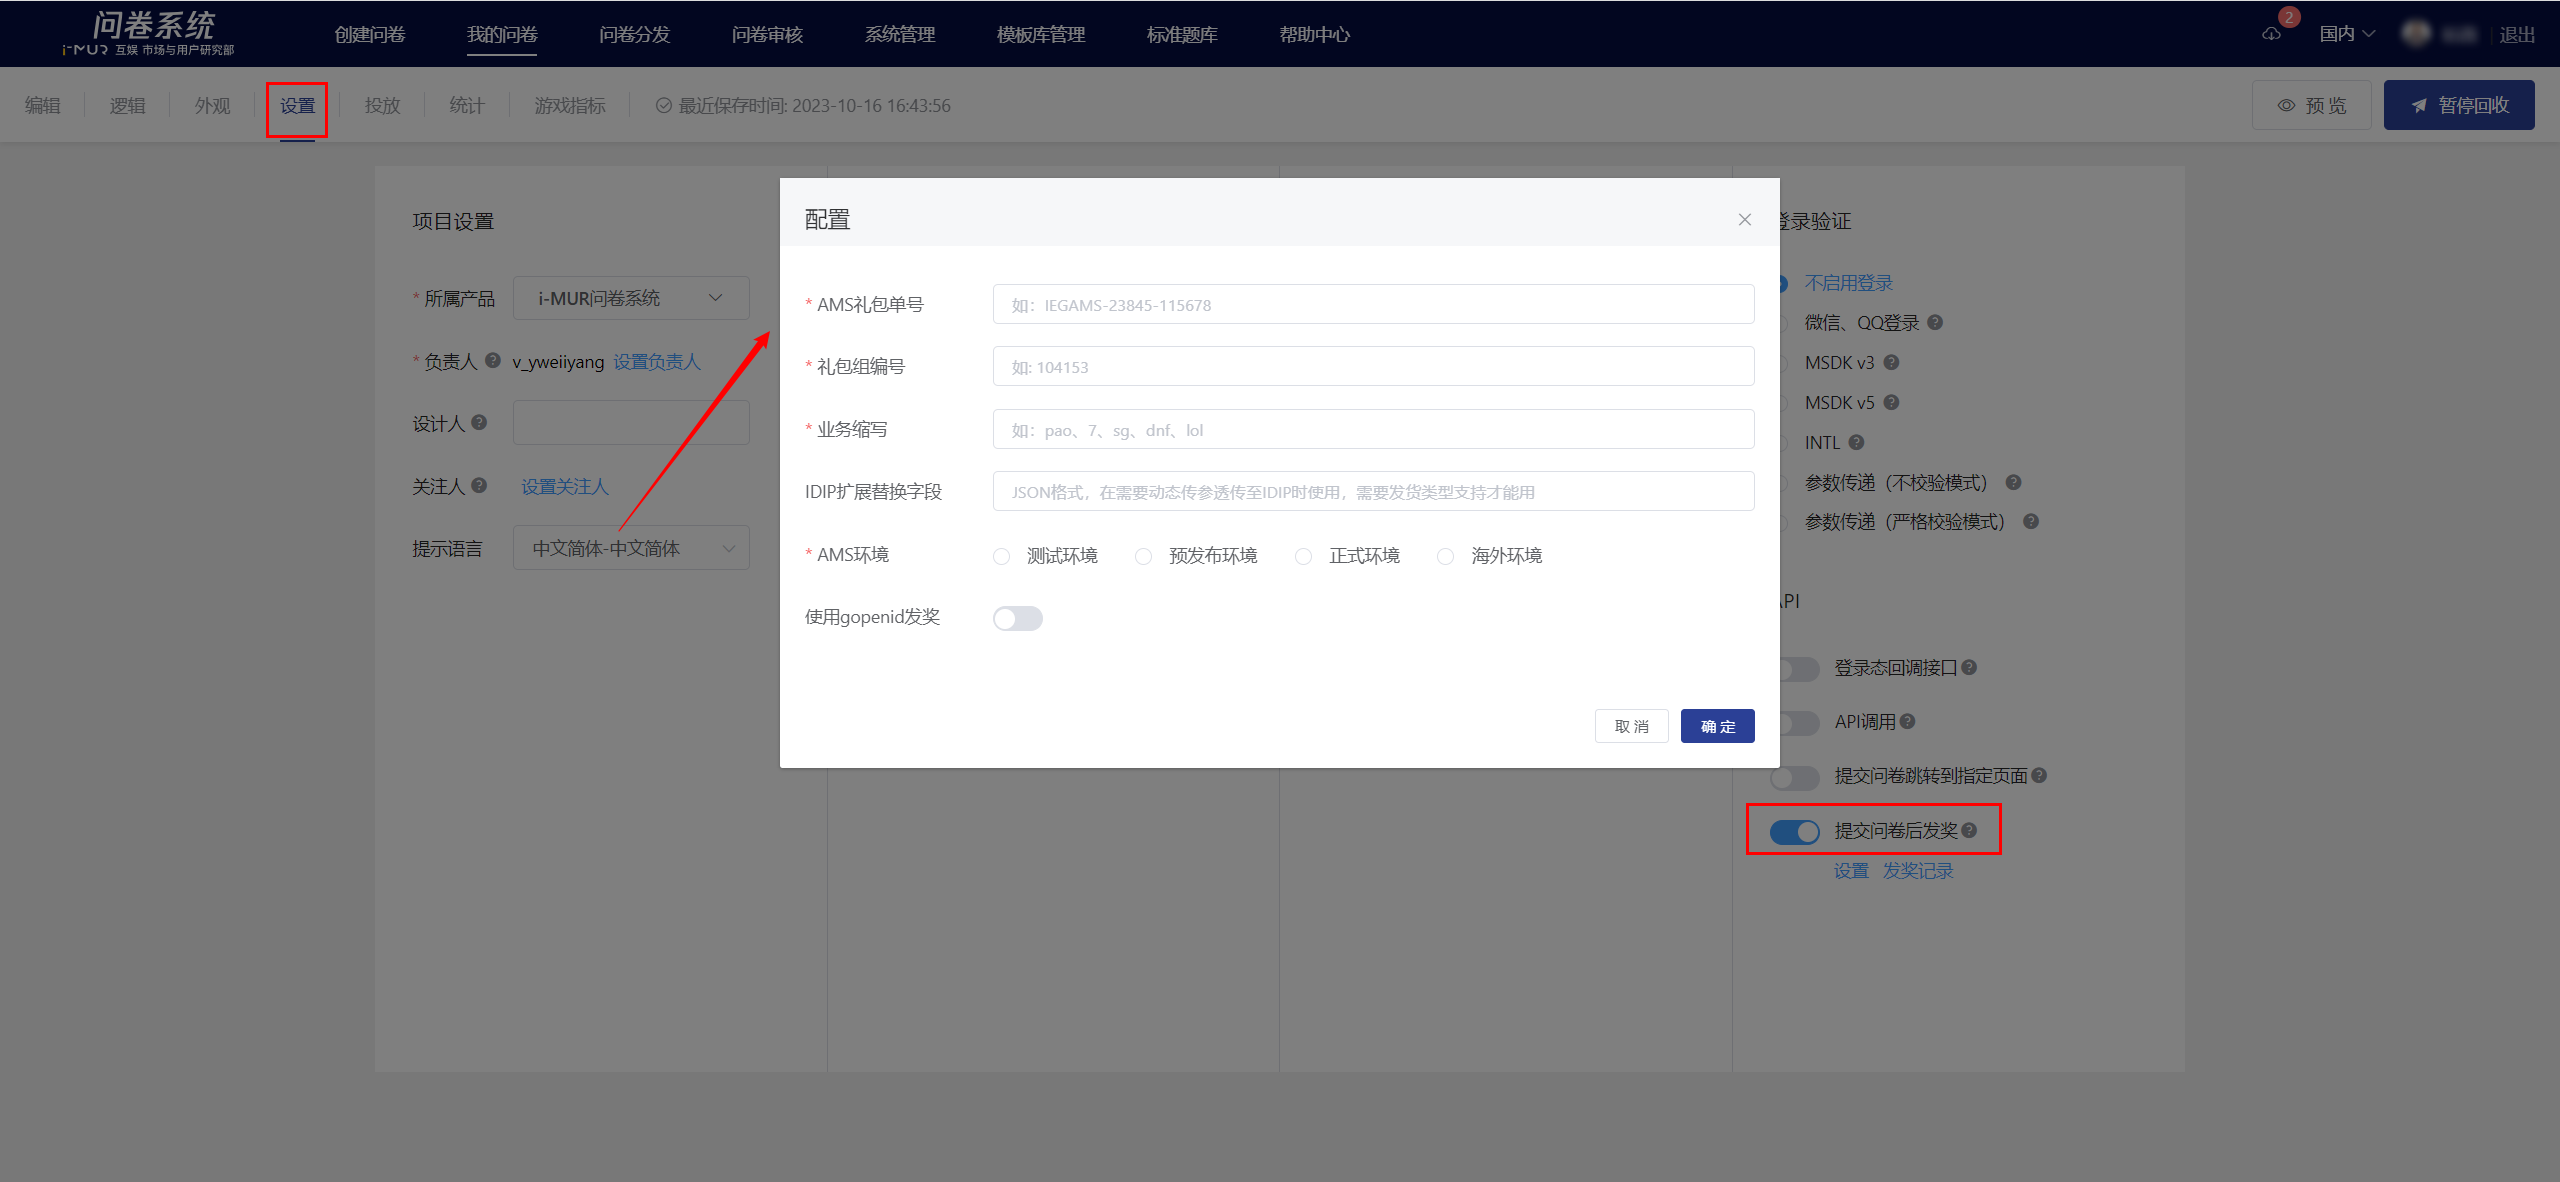 问卷系统
i-MUR 互娱 市场与用户研究部
创建问卷
我的问卷
问卷分发
问卷审核
系统管理
模板库管理
标准题库
帮助中心
2
国内
退出
编辑
逻辑
外观
设置
投放
统计
游戏指标
最近保存时间: 2023-10-16 16:43:56
预 览
暂停回收
项目设置
* 所属产品
i-MUR问卷系统
* 负责人
v_yweiiyang 设置负责人
设计人
关注人
设置关注人
提示语言
中文简体-中文简体
配置
* AMS礼包单号
如：IEGAMS-23845-115678
* 礼包组编号
如: 104153
* 业务缩写
如：pao、7、sg、dnf、lol
IDIP扩展替换字段
JSON格式，在需要动态传参透传至IDIP时使用，需要发货类型支持才能用
* AMS环境
测试环境
预发布环境
正式环境
海外环境
使用gopenid发奖
取 消
确 定
登录验证
不启用登录
微信、QQ登录
MSDK v3
MSDK v5
INTL
参数传递（不校验模式）
参数传递（严格校验模式）
API
登录态回调接口
API调用
提交问卷跳转到指定页面
提交问卷后发奖
设置 发奖记录